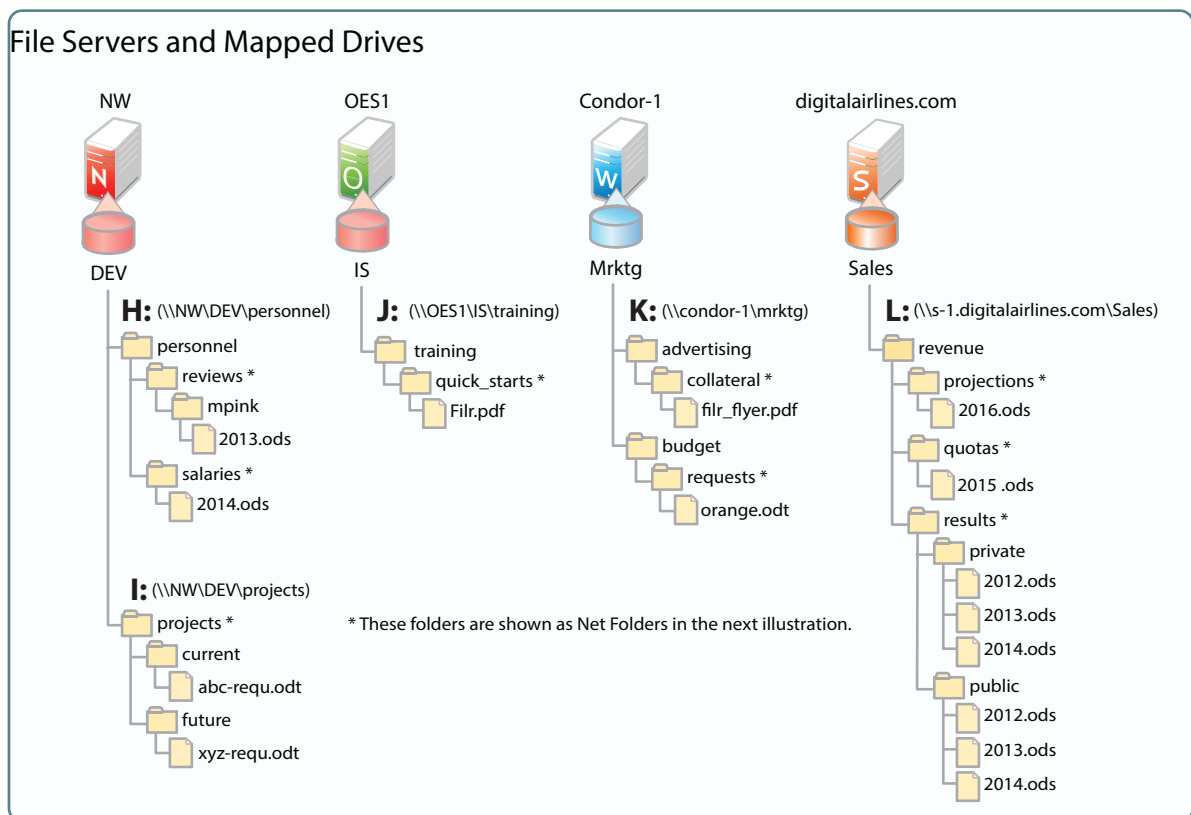 File Servers and Mapped Drives
NW
OES1
Condor-1
digitalairlines.com
N
O
W
S
DEV
IS
Mrktg
Sales
H: (\\NW\DEV\personnel)
personnel
reviews *
mpink
2013.ods
salaries *
2014.ods
I: (\\NW\DEV\projects)
projects *
current
abc-requ.odt
future
xyz-requ.odt
J: (\\OES1\IS\training)
training
quick_starts *
Filr.pdf
K: (\\condor-1\mrktg)
advertising
collateral *
filr_flyer.pdf
budget
requests *
orange.odt
L: (\\s-1.digitalairlines.com\Sales)
revenue
projections *
2016.ods
quotas *
2015 .ods
results *
private
2012.ods
2013.ods
2014.ods
public
2012.ods
2013.ods
2014.ods
* These folders are shown as Net Folders in the next illustration.